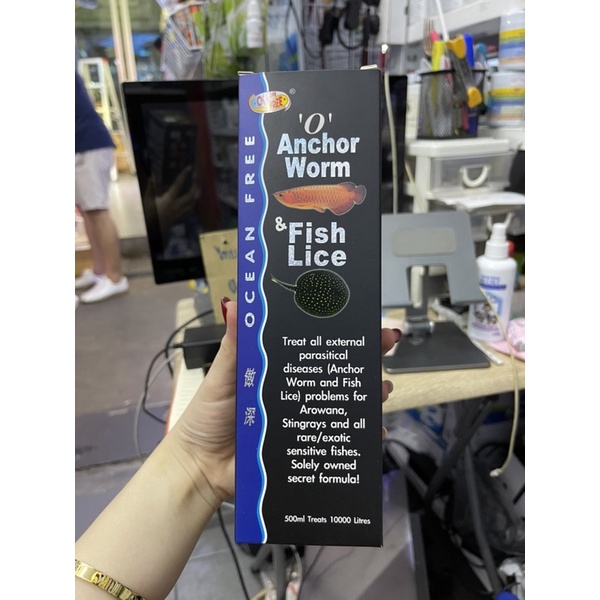 OCEAN FREE
'O'
Anchor
Worm
&
Fish
Lice
Treat all external
parasitical
diseases (Anchor
Worm and Fish
Lice) problems for
Arowana,
Stingrays and all
rare/exotic
sensitive fishes.
Solely owned
secret formula!
500ml Treats 10000 Litres